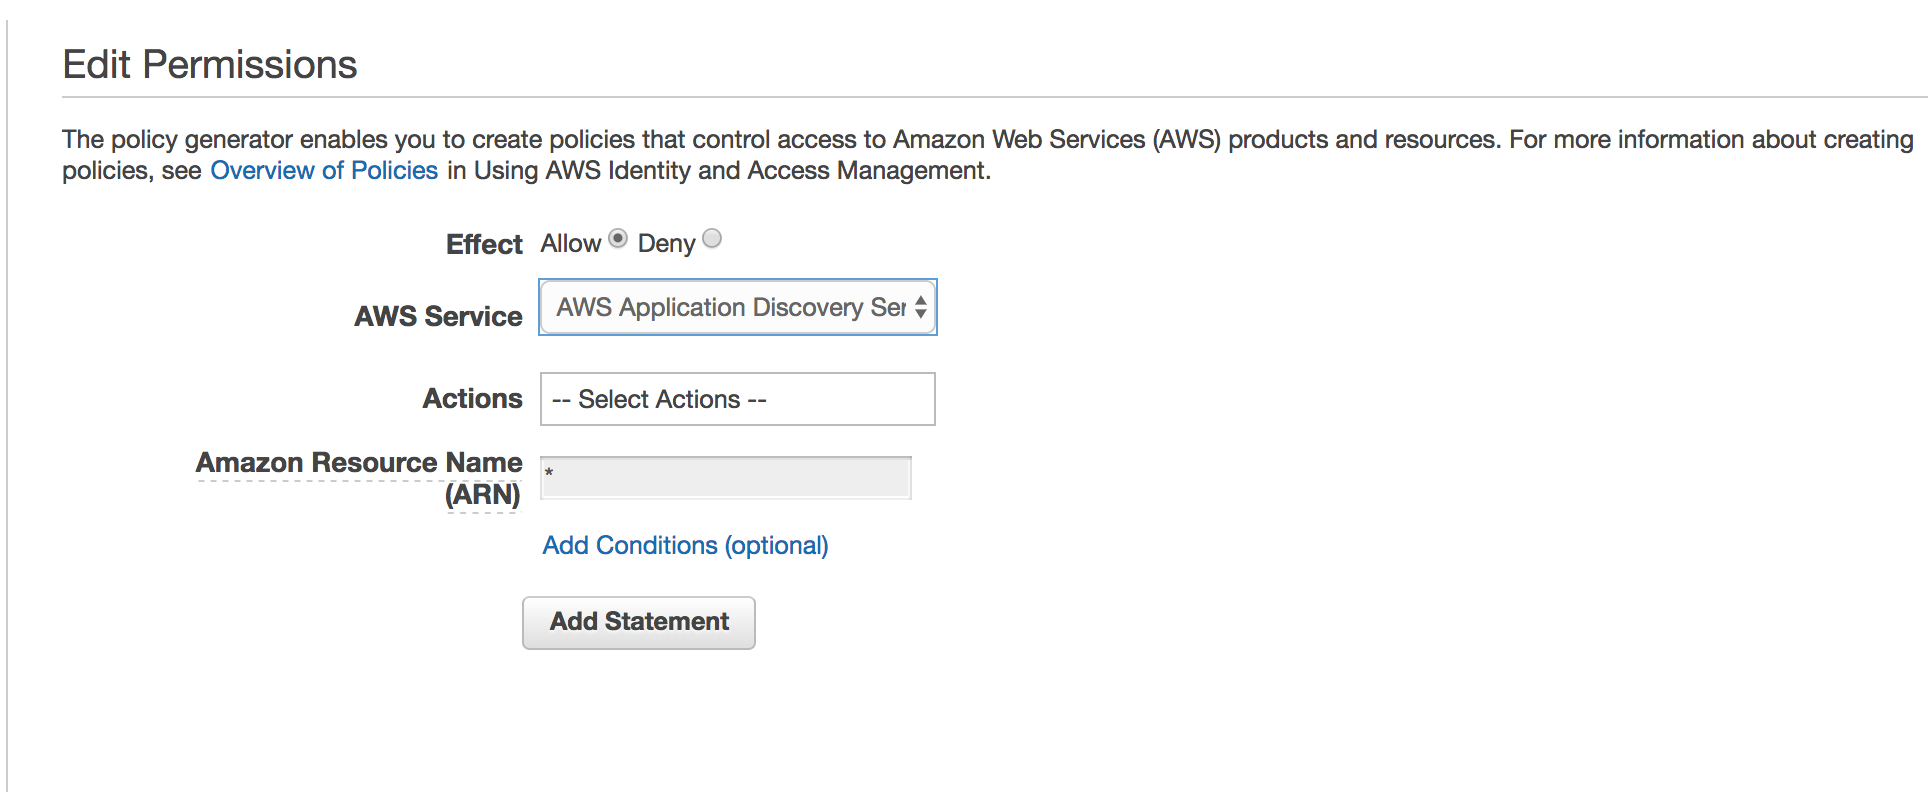 Edit Permissions
The policy generator enables you to create policies that control access to Amazon Web Services (AWS) products and resources. For more information about creating
policies, see Overview of Policies in Using AWS Identity and Access Management.
Effect Allow Deny
AWS Service AWS Application Discovery Ser
Actions -- Select Actions --
Amazon Resource Name
(ARN) *
Add Conditions (optional)
Add Statement